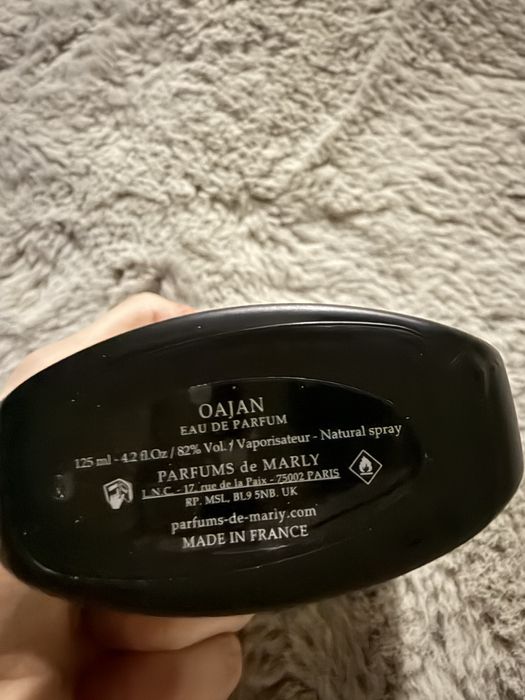 OAJAN
EAU DE PARFUM
125 ml - 4.2 fl.Oz / 82% Vol. / Vaporisateur - Natural spray
PARFUMS de MARLY
I.N.C. - 17, rue de la Paix - 75002 PARIS
RP. MSL, BL9 5NB. UK
parfums-de-marly.com
MADE IN FRANCE